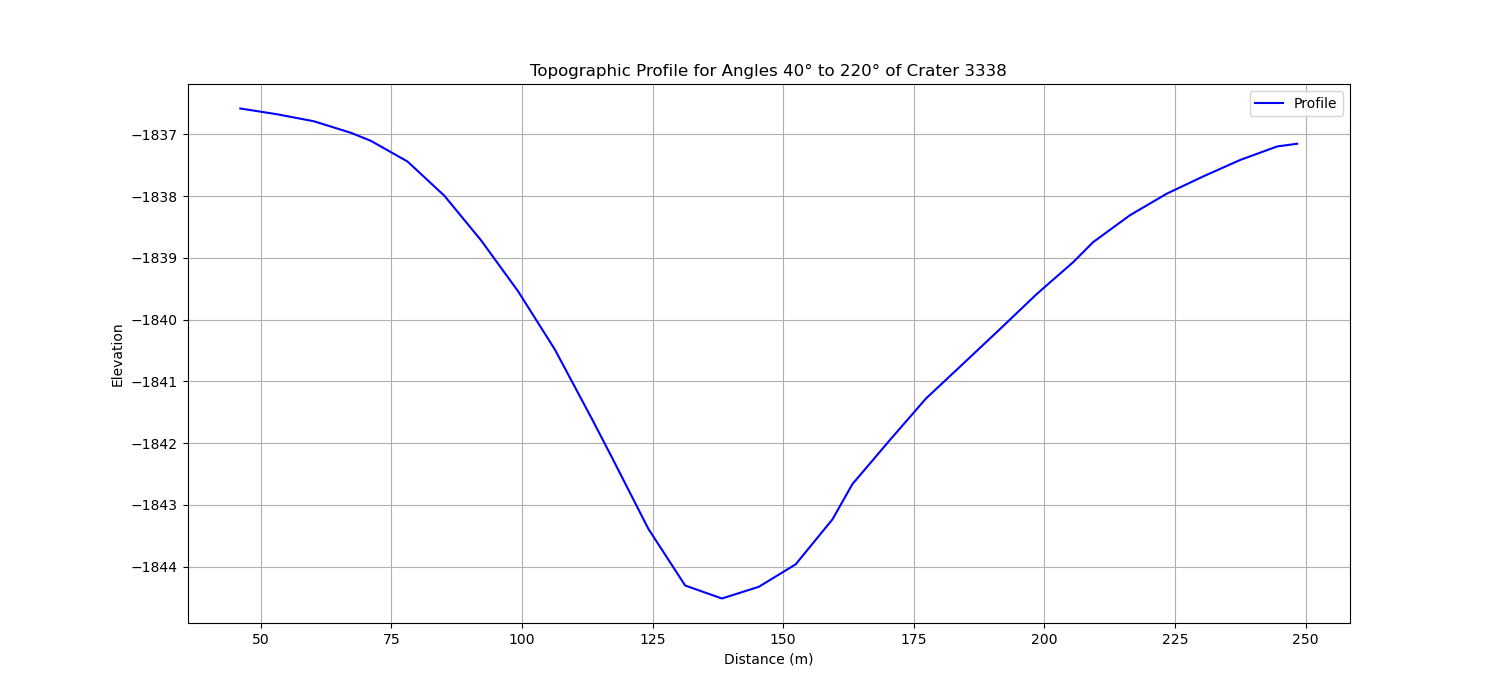 Topographic Profile for Angles 40° to 220° of Crater 3338
Profile
−1837
−1838
−1839
−1840
−1841
−1842
−1843
−1844
Elevation
50 75 100 125 150 175 200 225 250
Distance (m)